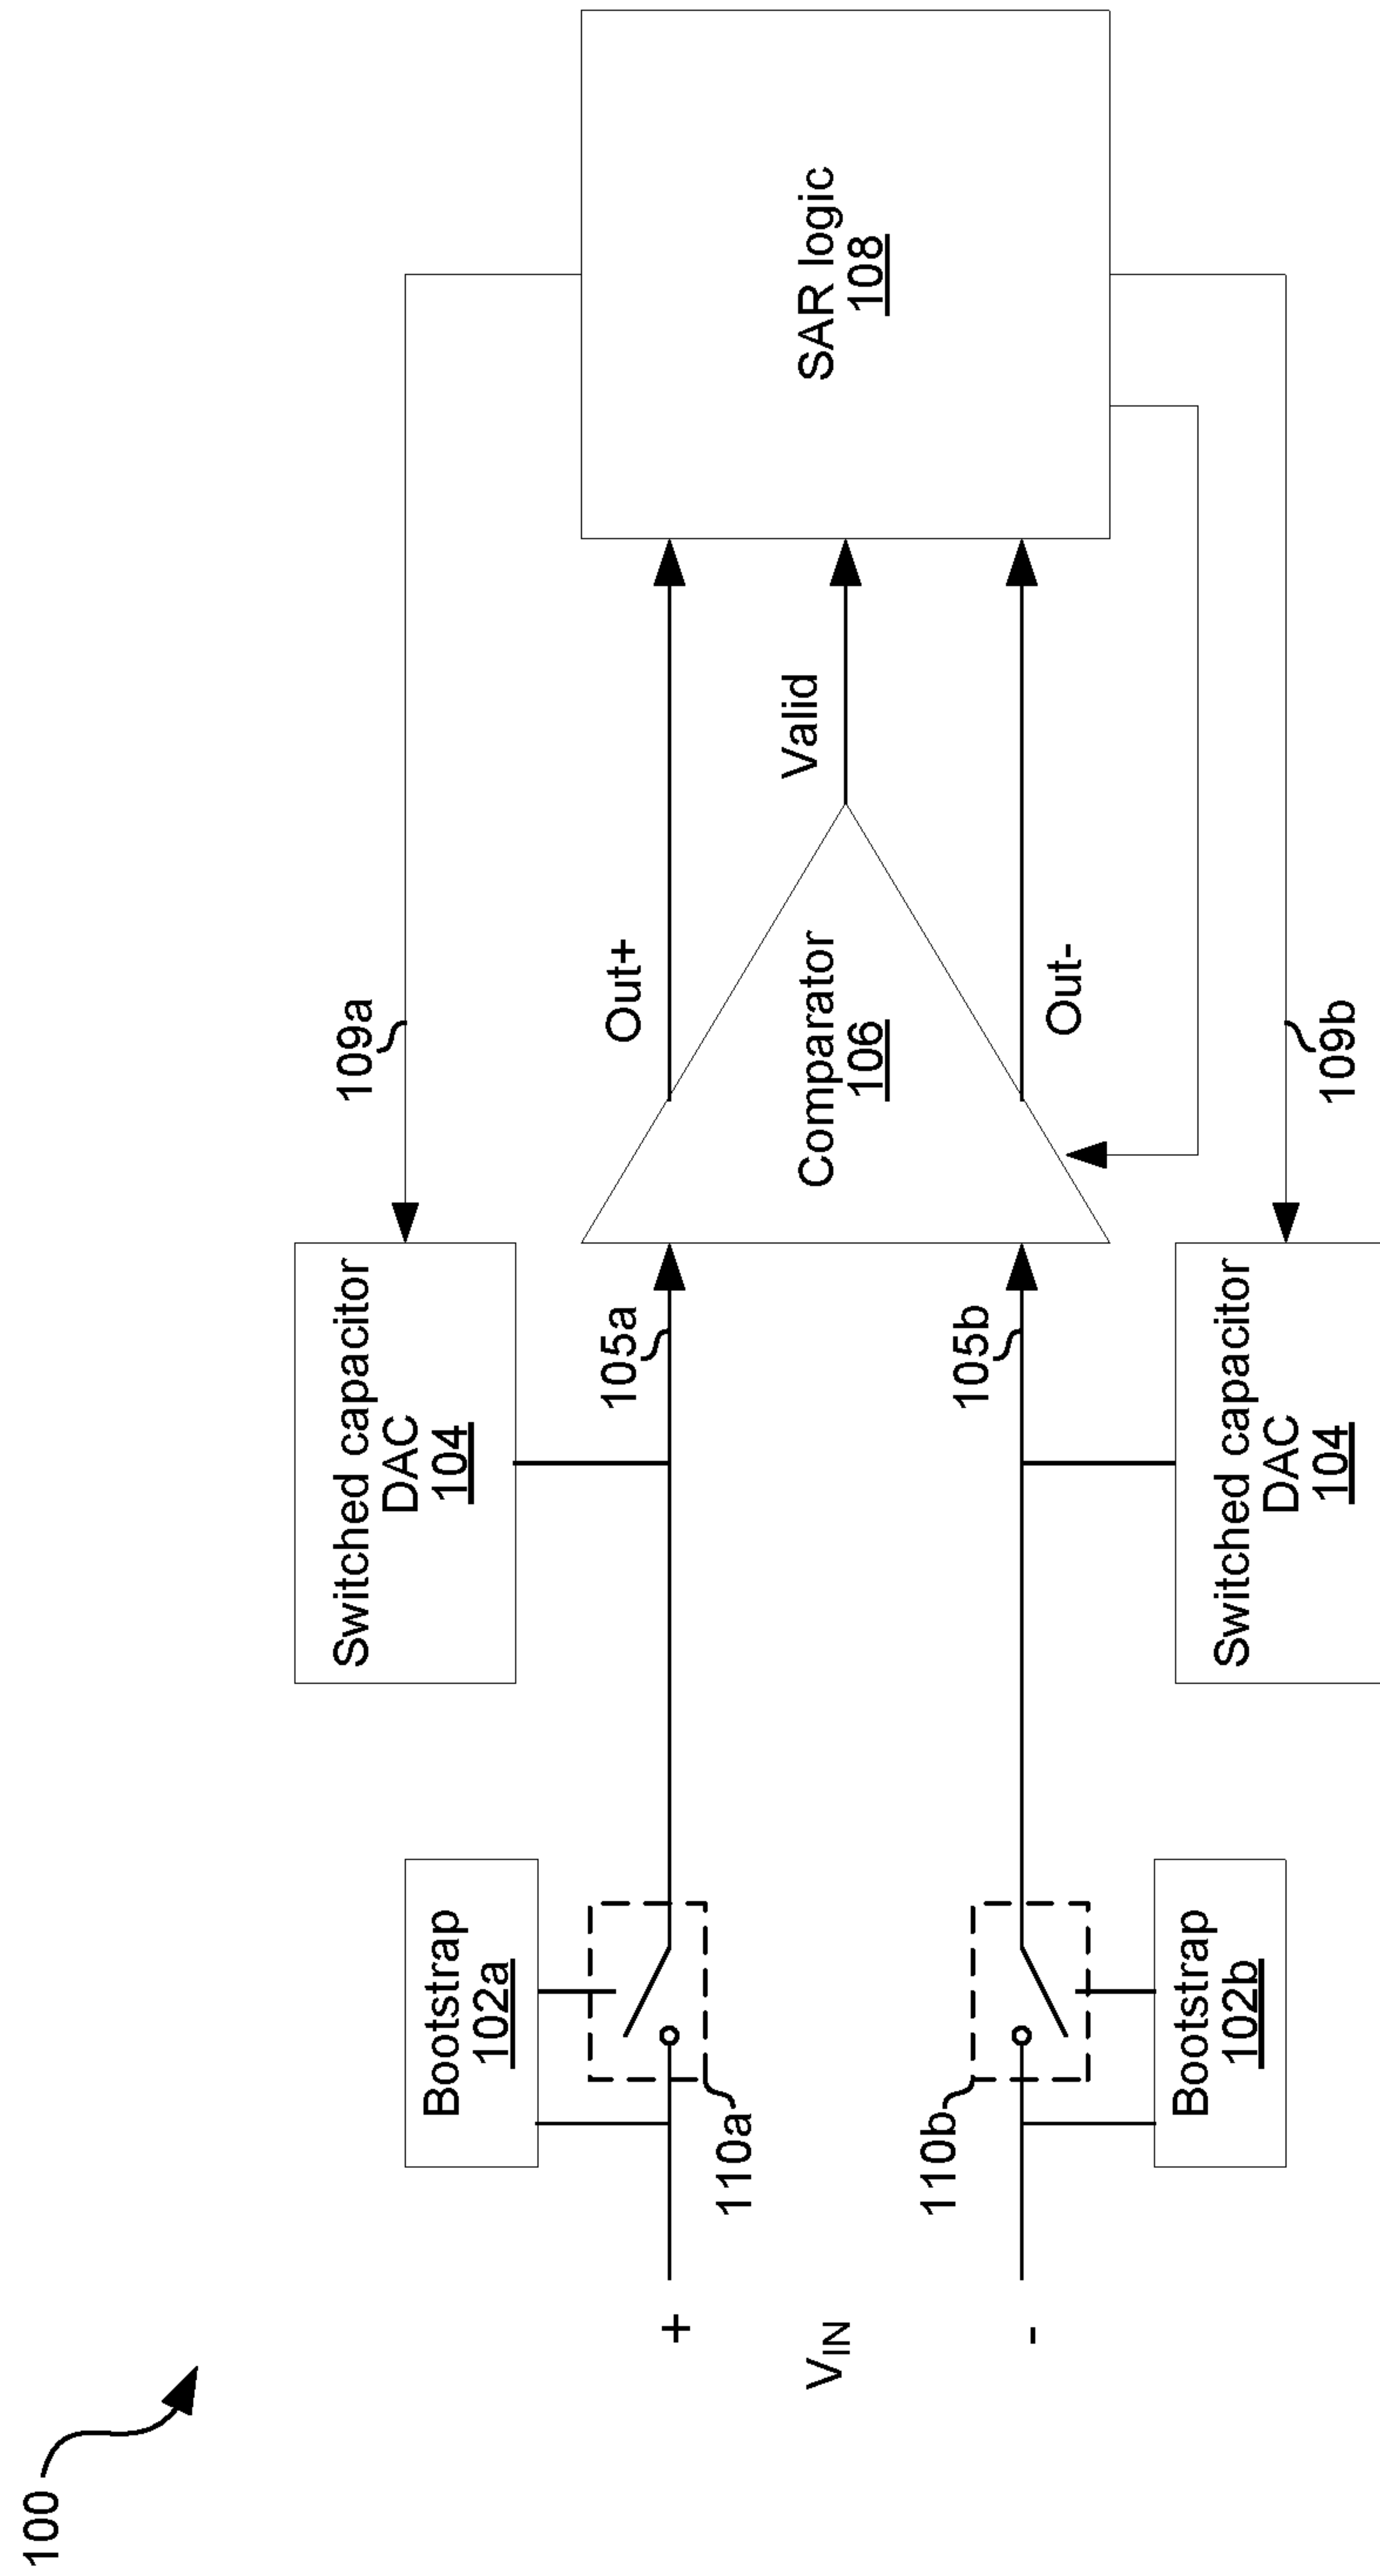 100
109a
Switched capacitor
DAC
104
Bootstrap
102a
110a
105a
Out+
+
VIN
-
Comparator
106
Valid
SAR logic
108
110b
105b
Out-
Bootstrap
102b
Switched capacitor
DAC
104
109b